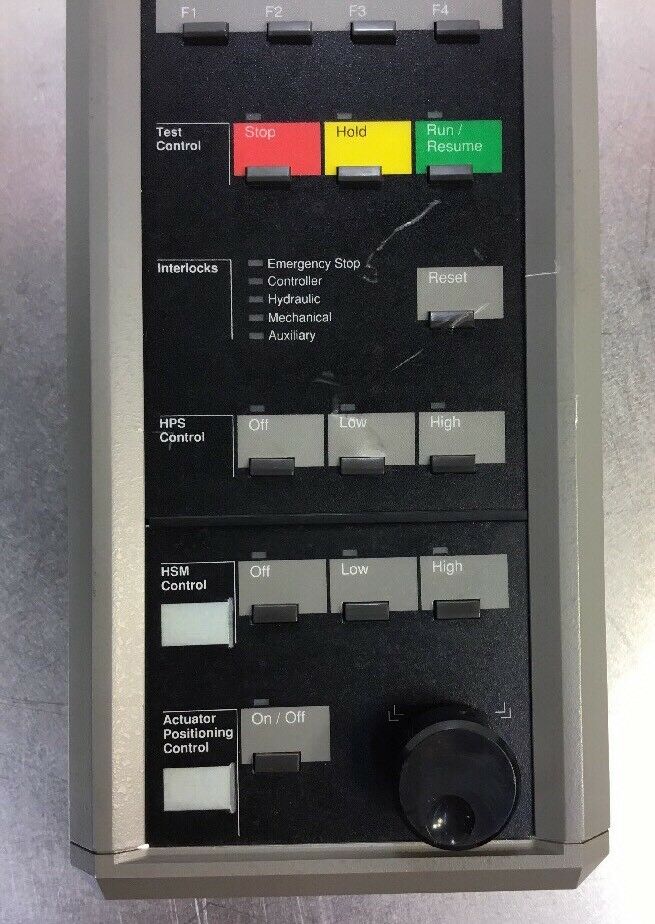 F1 F2 F3 F4
Test Stop Hold Run /
Control Resume
Interlocks Emergency Stop
Controller Reset
Hydraulic
Mechanical
Auxiliary
HPS Off Low High
Control
HSM Off Low High
Control
Actuator On / Off
Positioning
Control